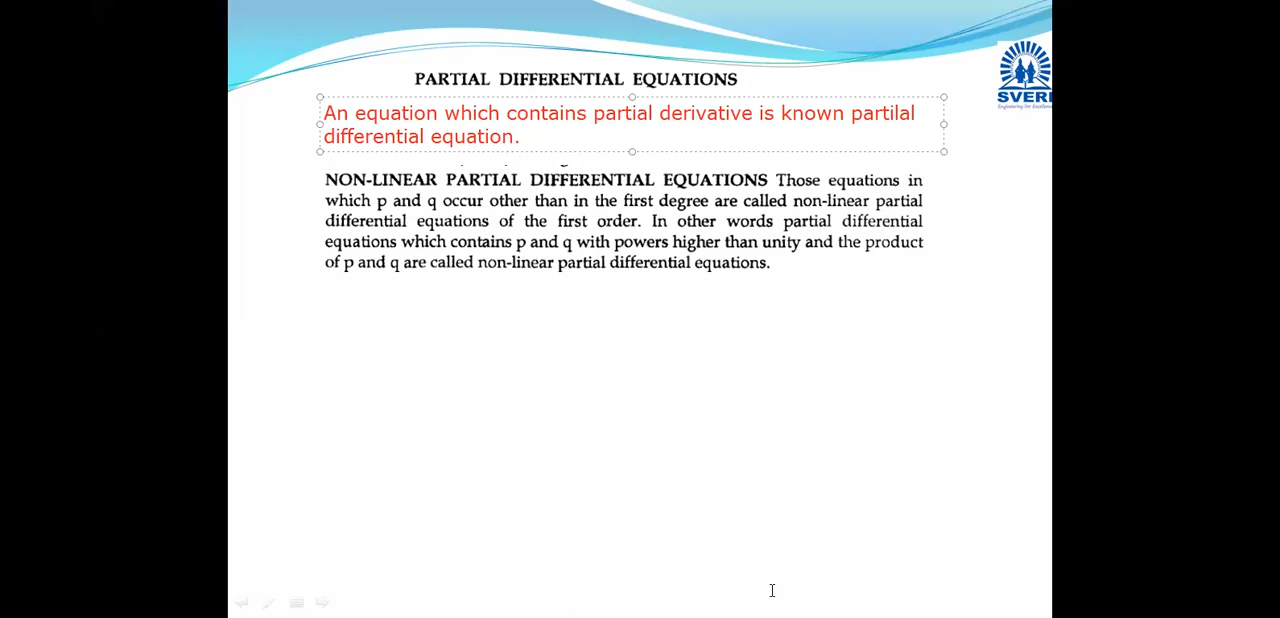 PARTIAL DIFFERENTIAL EQUATIONS
SVERI
An equation which contains partial derivative is known partilal
differential equation.
NON-LINEAR PARTIAL DIFFERENTIAL EQUATIONS Those equations in
which p and q occur other than in the first degree are called non-linear partial
differential equations of the first order. In other words partial differential
equations which contains p and q with powers higher than unity and the product
of p and q are called non-linear partial differential equations.